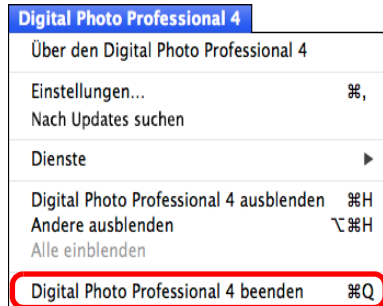 Digital Photo Professional 4
Über den Digital Photo Professional 4
Einstellungen... ⌘,
Nach Updates suchen
Dienste ▶
Digital Photo Professional 4 ausblenden ⌘H
Andere ausblenden ⌥⌘H
Alle einblenden
Digital Photo Professional 4 beenden ⌘Q